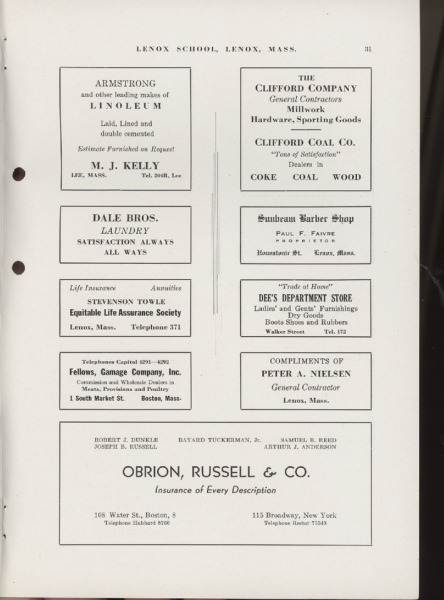 LENOX SCHOOL, LENOX, MASS. 31
ARMSTRONG
and other leading makes of
LINOLEUM
Laid, Lined and
double cemented
Estimate Furnished on Request
M. J. KELLY
LEE, MASS. Tel. 204R, Lee
THE
CLIFFORD COMPANY
General Contractors
Millwork
Hardware, Sporting Goods
CLIFFORD COAL CO.
"Tons of Satisfaction"
Dealers in
COKE COAL WOOD
DALE BROS.
LAUNDRY
SATISFACTION ALWAYS
ALL WAYS
Sunbeam Barber Shop
PAUL F. FAIVRE
PROPRIETOR
Housatonic St. Lenox, Mass.
Life Insurance Annuities
STEVENSON TOWLE
Equitable Life Assurance Society
Lenox, Mass. Telephone 371
"Trade at Home"
DEE'S DEPARTMENT STORE
Ladies' and Gents' Furnishings
Dry Goods
Boots Shoes and Rubbers
Walker Street Tel. 172
Telephones Capitol 4291—4292
Fellows, Gamage Company, Inc.
Commission and Wholesale Dealers in
Meats, Provisions and Poultry
1 South Market St. Boston, Mass.
COMPLIMENTS OF
PETER A. NIELSEN
General Contractor
Lenox, Mass.
ROBERT J. DUNKLE BAYARD TUCKERMAN, Jr. SAMUEL B. REED
JOSEPH B. RUSSELL ARTHUR J. ANDERSON
OBRION, RUSSELL & CO.
Insurance of Every Description
108 Water St., Boston, 8 115 Broadway, New York
Telephone Hubbard 8760 Telephone Rector 75549